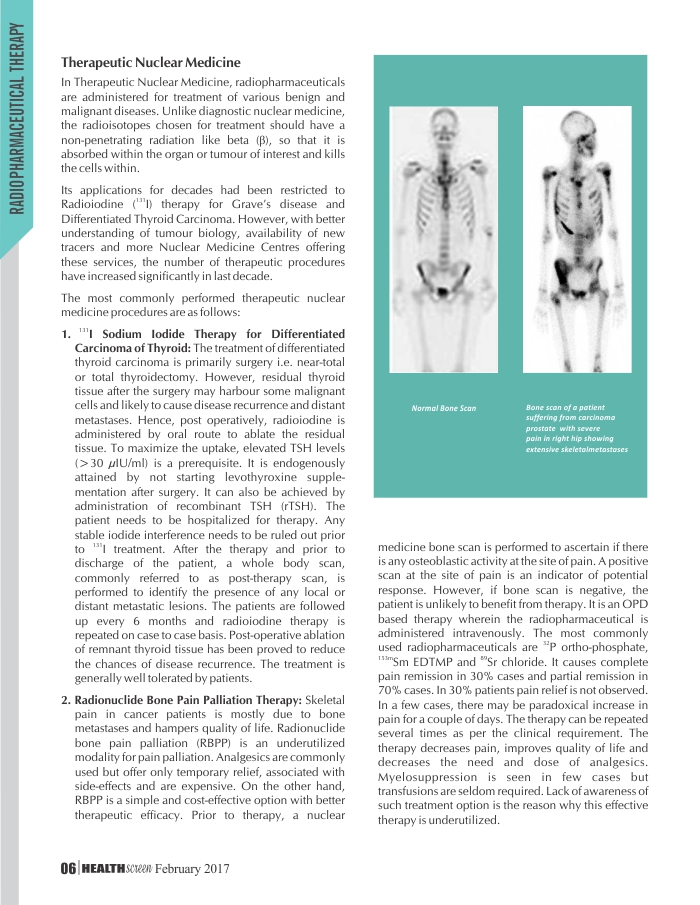 RADIOPHARMACEUTICAL THERAPY
Therapeutic Nuclear Medicine
In Therapeutic Nuclear Medicine, radiopharmaceuticals
are administered for treatment of various benign and
malignant diseases. Unlike diagnostic nuclear medicine,
the radioisotopes chosen for treatment should have a
non-penetrating radiation like beta (β), so that it is
absorbed within the organ or tumour of interest and kills
the cells within.
Its applications for decades had been restricted to
Radioiodine (¹³¹I) therapy for Grave's disease and
Differentiated Thyroid Carcinoma. However, with better
understanding of tumour biology, availability of new
tracers and more Nuclear Medicine Centres offering
these services, the number of therapeutic procedures
have increased significantly in last decade.
The most commonly performed therapeutic nuclear
medicine procedures are as follows:
1. ¹³¹I Sodium Iodide Therapy for Differentiated
Carcinoma of Thyroid: The treatment of differentiated
thyroid carcinoma is primarily surgery i.e. near-total
or total thyroidectomy. However, residual thyroid
tissue after the surgery may harbour some malignant
cells and likely to cause disease recurrence and distant
metastases. Hence, post operatively, radioiodine is
administered by oral route to ablate the residual
tissue. To maximize the uptake, elevated TSH levels
(>30 µIU/ml) is a prerequisite. It is endogenously
attained by not starting levothyroxine supple-
mentation after surgery. It can also be achieved by
administration of recombinant TSH (rTSH). The
patient needs to be hospitalized for therapy. Any
stable iodide interference needs to be ruled out prior
to ¹³¹I treatment. After the therapy and prior to
discharge of the patient, a whole body scan,
commonly referred to as post-therapy scan, is
performed to identify the presence of any local or
distant metastatic lesions. The patients are followed
up every 6 months and radioiodine therapy is
repeated on case to case basis. Post-operative ablation
of remnant thyroid tissue has been proved to reduce
the chances of disease recurrence. The treatment is
generally well tolerated by patients.
2. Radionuclide Bone Pain Palliation Therapy: Skeletal
pain in cancer patients is mostly due to bone
metastases and hampers quality of life. Radionuclide
bone pain palliation (RBPP) is an underutilized
modality for pain palliation. Analgesics are commonly
used but offer only temporary relief, associated with
side-effects and are expensive. On the other hand,
RBPP is a simple and cost-effective option with better
therapeutic efficacy. Prior to therapy, a nuclear
Normal Bone Scan
Bone scan of a patient
suffering from carcinoma
prostate with severe
pain in right hip showing
extensive skeletalmetastases
medicine bone scan is performed to ascertain if there
is any osteoblastic activity at the site of pain. A positive
scan at the site of pain is an indicator of potential
response. However, if bone scan is negative, the
patient is unlikely to benefit from therapy. It is an OPD
based therapy wherein the radiopharmaceutical is
administered intravenously. The most commonly
used radiopharmaceuticals are ³²P ortho-phosphate,
¹⁵³ᵐSm EDTMP and ⁸⁹Sr chloride. It causes complete
pain remission in 30% cases and partial remission in
70% cases. In 30% patients pain relief is not observed.
In a few cases, there may be paradoxical increase in
pain for a couple of days. The therapy can be repeated
several times as per the clinical requirement. The
therapy decreases pain, improves quality of life and
decreases the need and dose of analgesics.
Myelosuppression is seen in few cases but
transfusions are seldom required. Lack of awareness of
such treatment option is the reason why this effective
therapy is underutilized.
06 HEALTHscreen February 2017